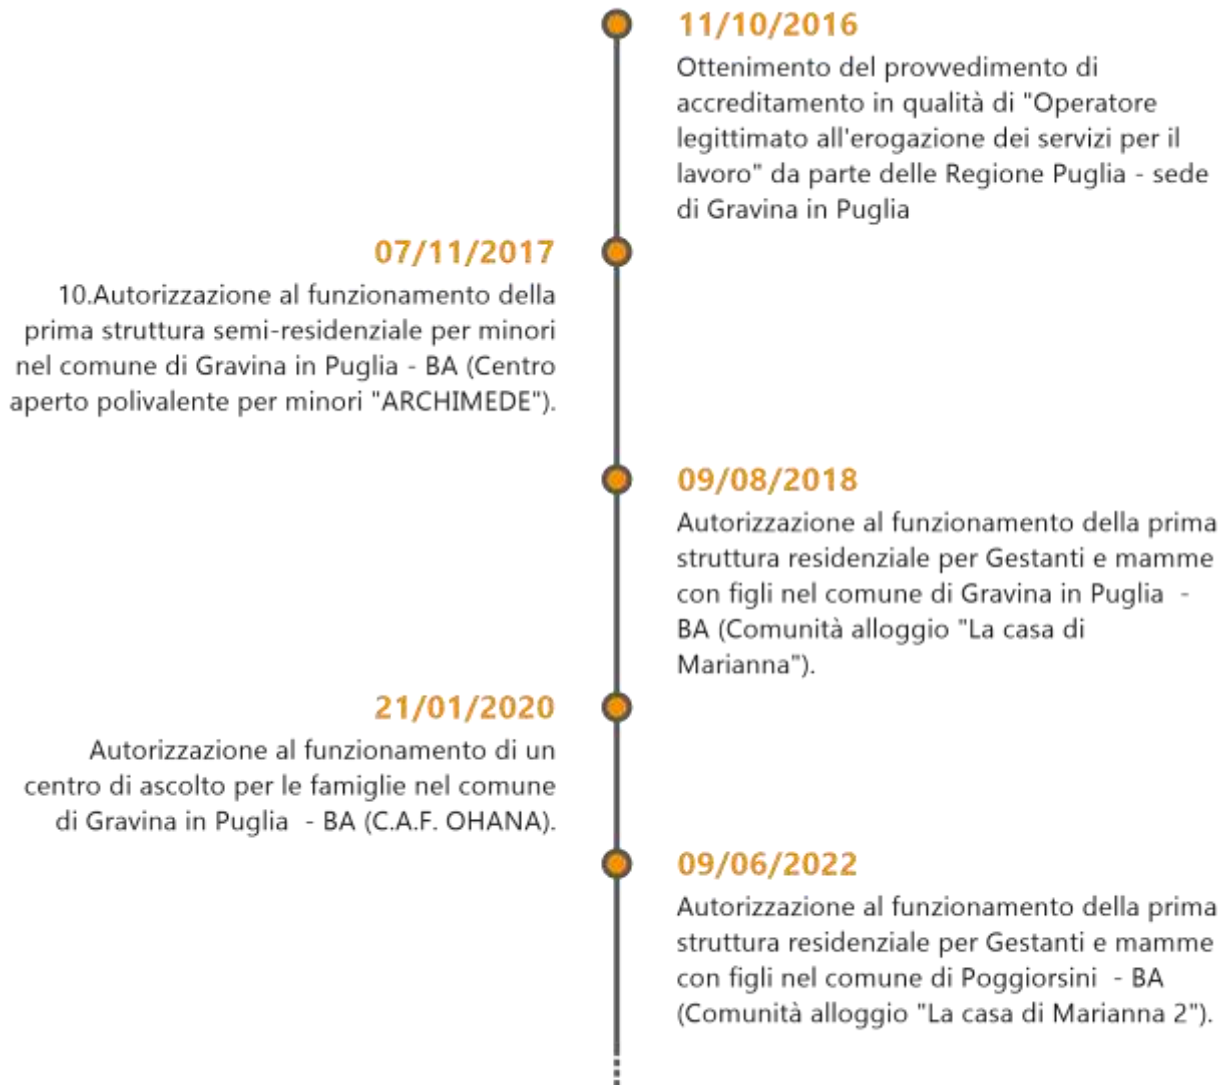 11/10/2016
Ottenimento del provvedimento di
accreditamento in qualità di "Operatore
legittimato all'erogazione dei servizi per il
lavoro" da parte delle Regione Puglia - sede
di Gravina in Puglia
07/11/2017
10.Autorizzazione al funzionamento della
prima struttura semi-residenziale per minori
nel comune di Gravina in Puglia - BA (Centro
aperto polivalente per minori "ARCHIMEDE").
09/08/2018
Autorizzazione al funzionamento della prima
struttura residenziale per Gestanti e mamme
con figli nel comune di Gravina in Puglia  -
BA (Comunità alloggio "La casa di
Marianna").
21/01/2020
Autorizzazione al funzionamento di un
centro di ascolto per le famiglie nel comune
di Gravina in Puglia  - BA (C.A.F. OHANA).
09/06/2022
Autorizzazione al funzionamento della prima
struttura residenziale per Gestanti e mamme
con figli nel comune di Poggiorsini  - BA
(Comunità alloggio "La casa di Marianna 2").